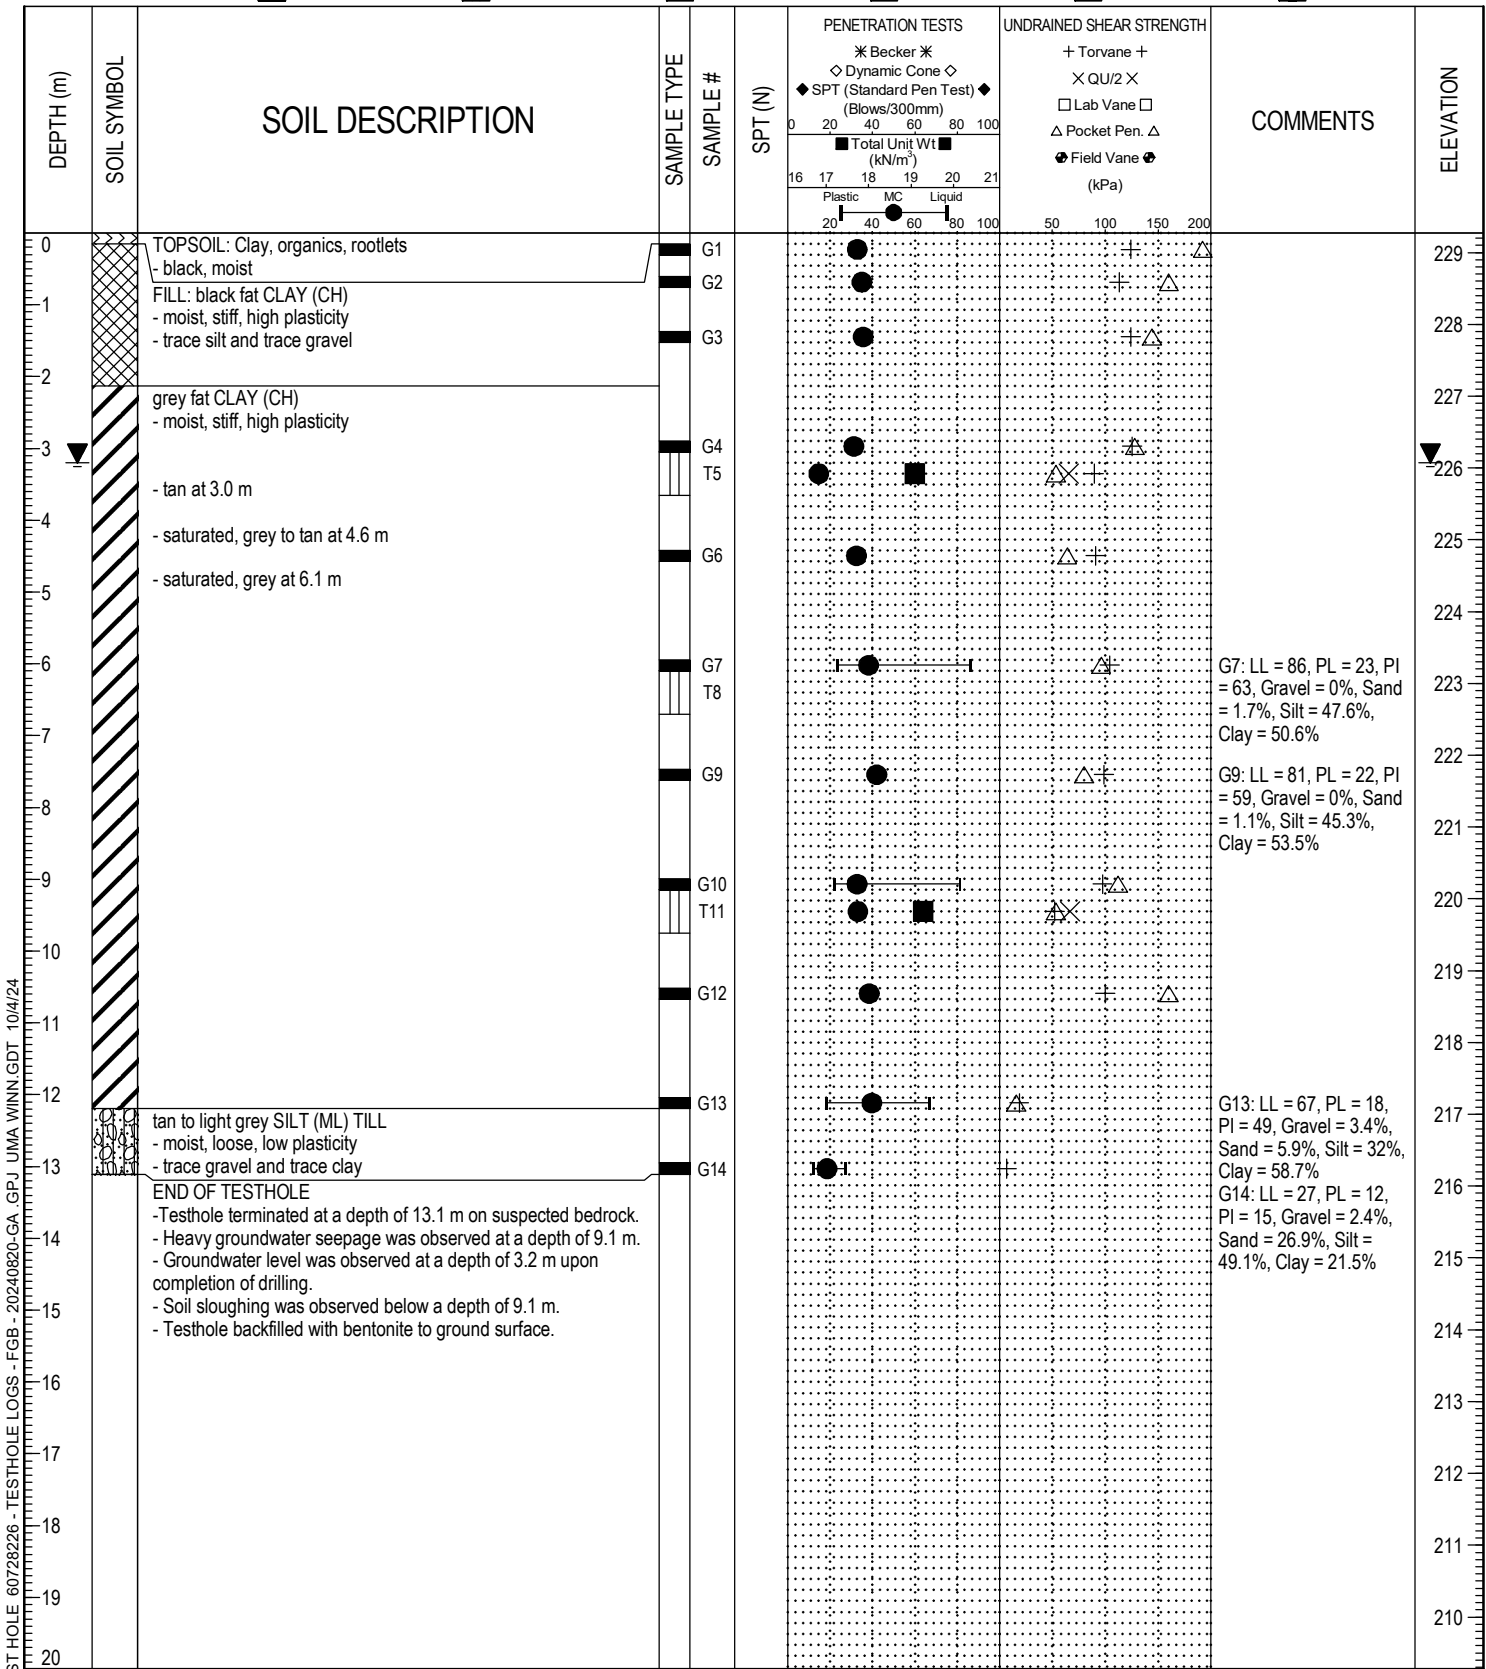 DEPTH (m)
SOIL SYMBOL
SOIL DESCRIPTION
SAMPLE TYPE
SAMPLE #
SPT (N)
PENETRATION TESTS
✳ Becker ✳
◇ Dynamic Cone ◇
◆ SPT (Standard Pen Test) ◆
(Blows/300mm)
0 20 40 60 80 100
■ Total Unit Wt ■
(kN/m³)
16 17 18 19 20 21
Plastic MC Liquid
20 40 60 80 100
UNDRAINED SHEAR STRENGTH
+ Torvane +
× QU/2 ×
□ Lab Vane □
△ Pocket Pen. △
Field Vane
(kPa)
50 100 150 200
COMMENTS
ELEVATION
0
1
2
3
4
5
6
7
8
9
10
11
12
13
14
15
16
17
18
19
20
TOPSOIL: Clay, organics, rootlets
- black, moist
FILL: black fat CLAY (CH)
- moist, stiff, high plasticity
- trace silt and trace gravel
grey fat CLAY (CH)
- moist, stiff, high plasticity
- tan at 3.0 m
- saturated, grey to tan at 4.6 m
- saturated, grey at 6.1 m
tan to light grey SILT (ML) TILL
- moist, loose, low plasticity
- trace gravel and trace clay
END OF TESTHOLE
-Testhole terminated at a depth of 13.1 m on suspected bedrock.
- Heavy groundwater seepage was observed at a depth of 9.1 m.
- Groundwater level was observed at a depth of 3.2 m upon
completion of drilling.
- Soil sloughing was observed below a depth of 9.1 m.
- Testhole backfilled with bentonite to ground surface.
G1
G2
G3
G4
T5
G6
G7
T8
G9
G10
T11
G12
G13
G14
G7: LL = 86, PL = 23, PI
= 63, Gravel = 0%, Sand
= 1.7%, Silt = 47.6%,
Clay = 50.6%
G9: LL = 81, PL = 22, PI
= 59, Gravel = 0%, Sand
= 1.1%, Silt = 45.3%,
Clay = 53.5%
G13: LL = 67, PL = 18,
PI = 49, Gravel = 3.4%,
Sand = 5.9%, Silt = 32%,
Clay = 58.7%
G14: LL = 27, PL = 12,
PI = 15, Gravel = 2.4%,
Sand = 26.9%, Silt =
49.1%, Clay = 21.5%
229
228
227
226
225
224
223
222
221
220
219
218
217
216
215
214
213
212
211
210
ST HOLE 60728226 - TESTHOLE LOGS - FGB - 20240820-GA .GPJ UMA WINN.GDT 10/4/24